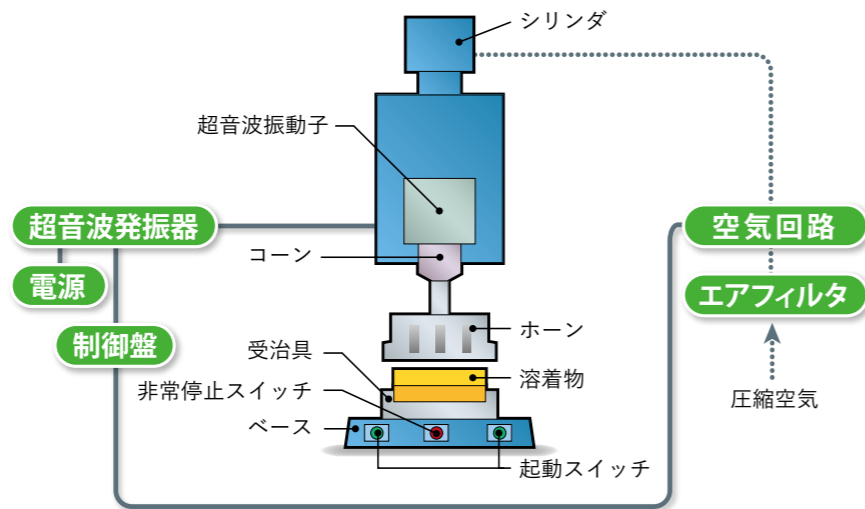 シリンダ
超音波振動子
超音波発振器
空気回路
コーン
電源
エアフィルタ
制御盤
ホーン
受治具
溶着物
非常停止スイッチ
圧縮空気
ベース
起動スイッチ